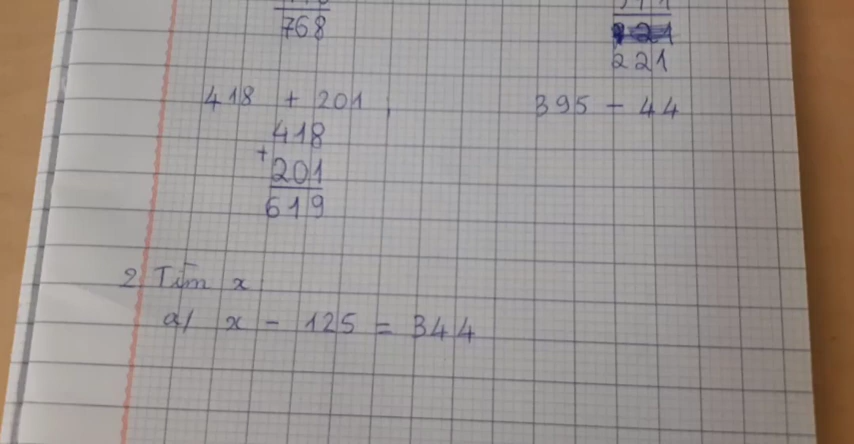 768
221
418 + 201, 395 - 44
418
+
201
619
2 Tìm x
a/ x - 125 = 344